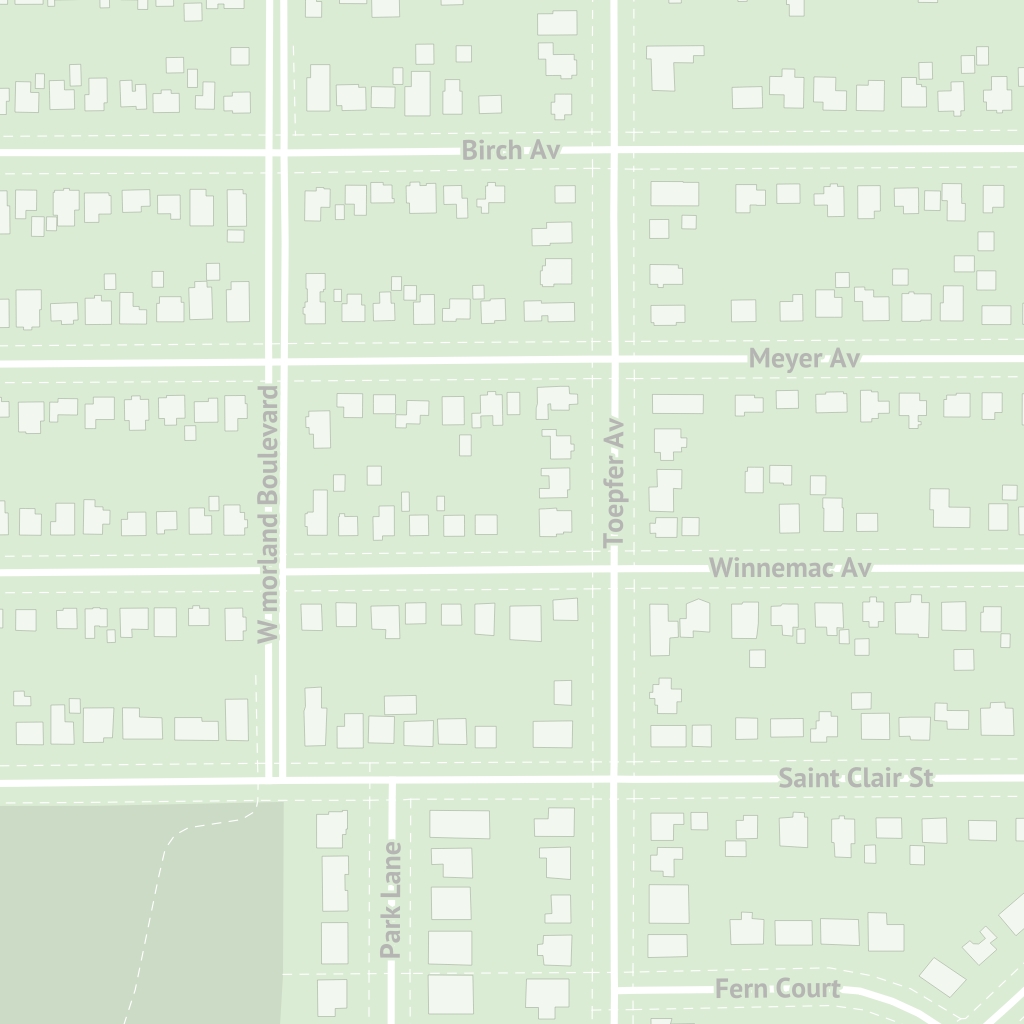 Birch Av
Meyer Av
W morland Boulevard
Toepfer Av
Winnemac Av
Saint Clair St
Park Lane
Fern Court